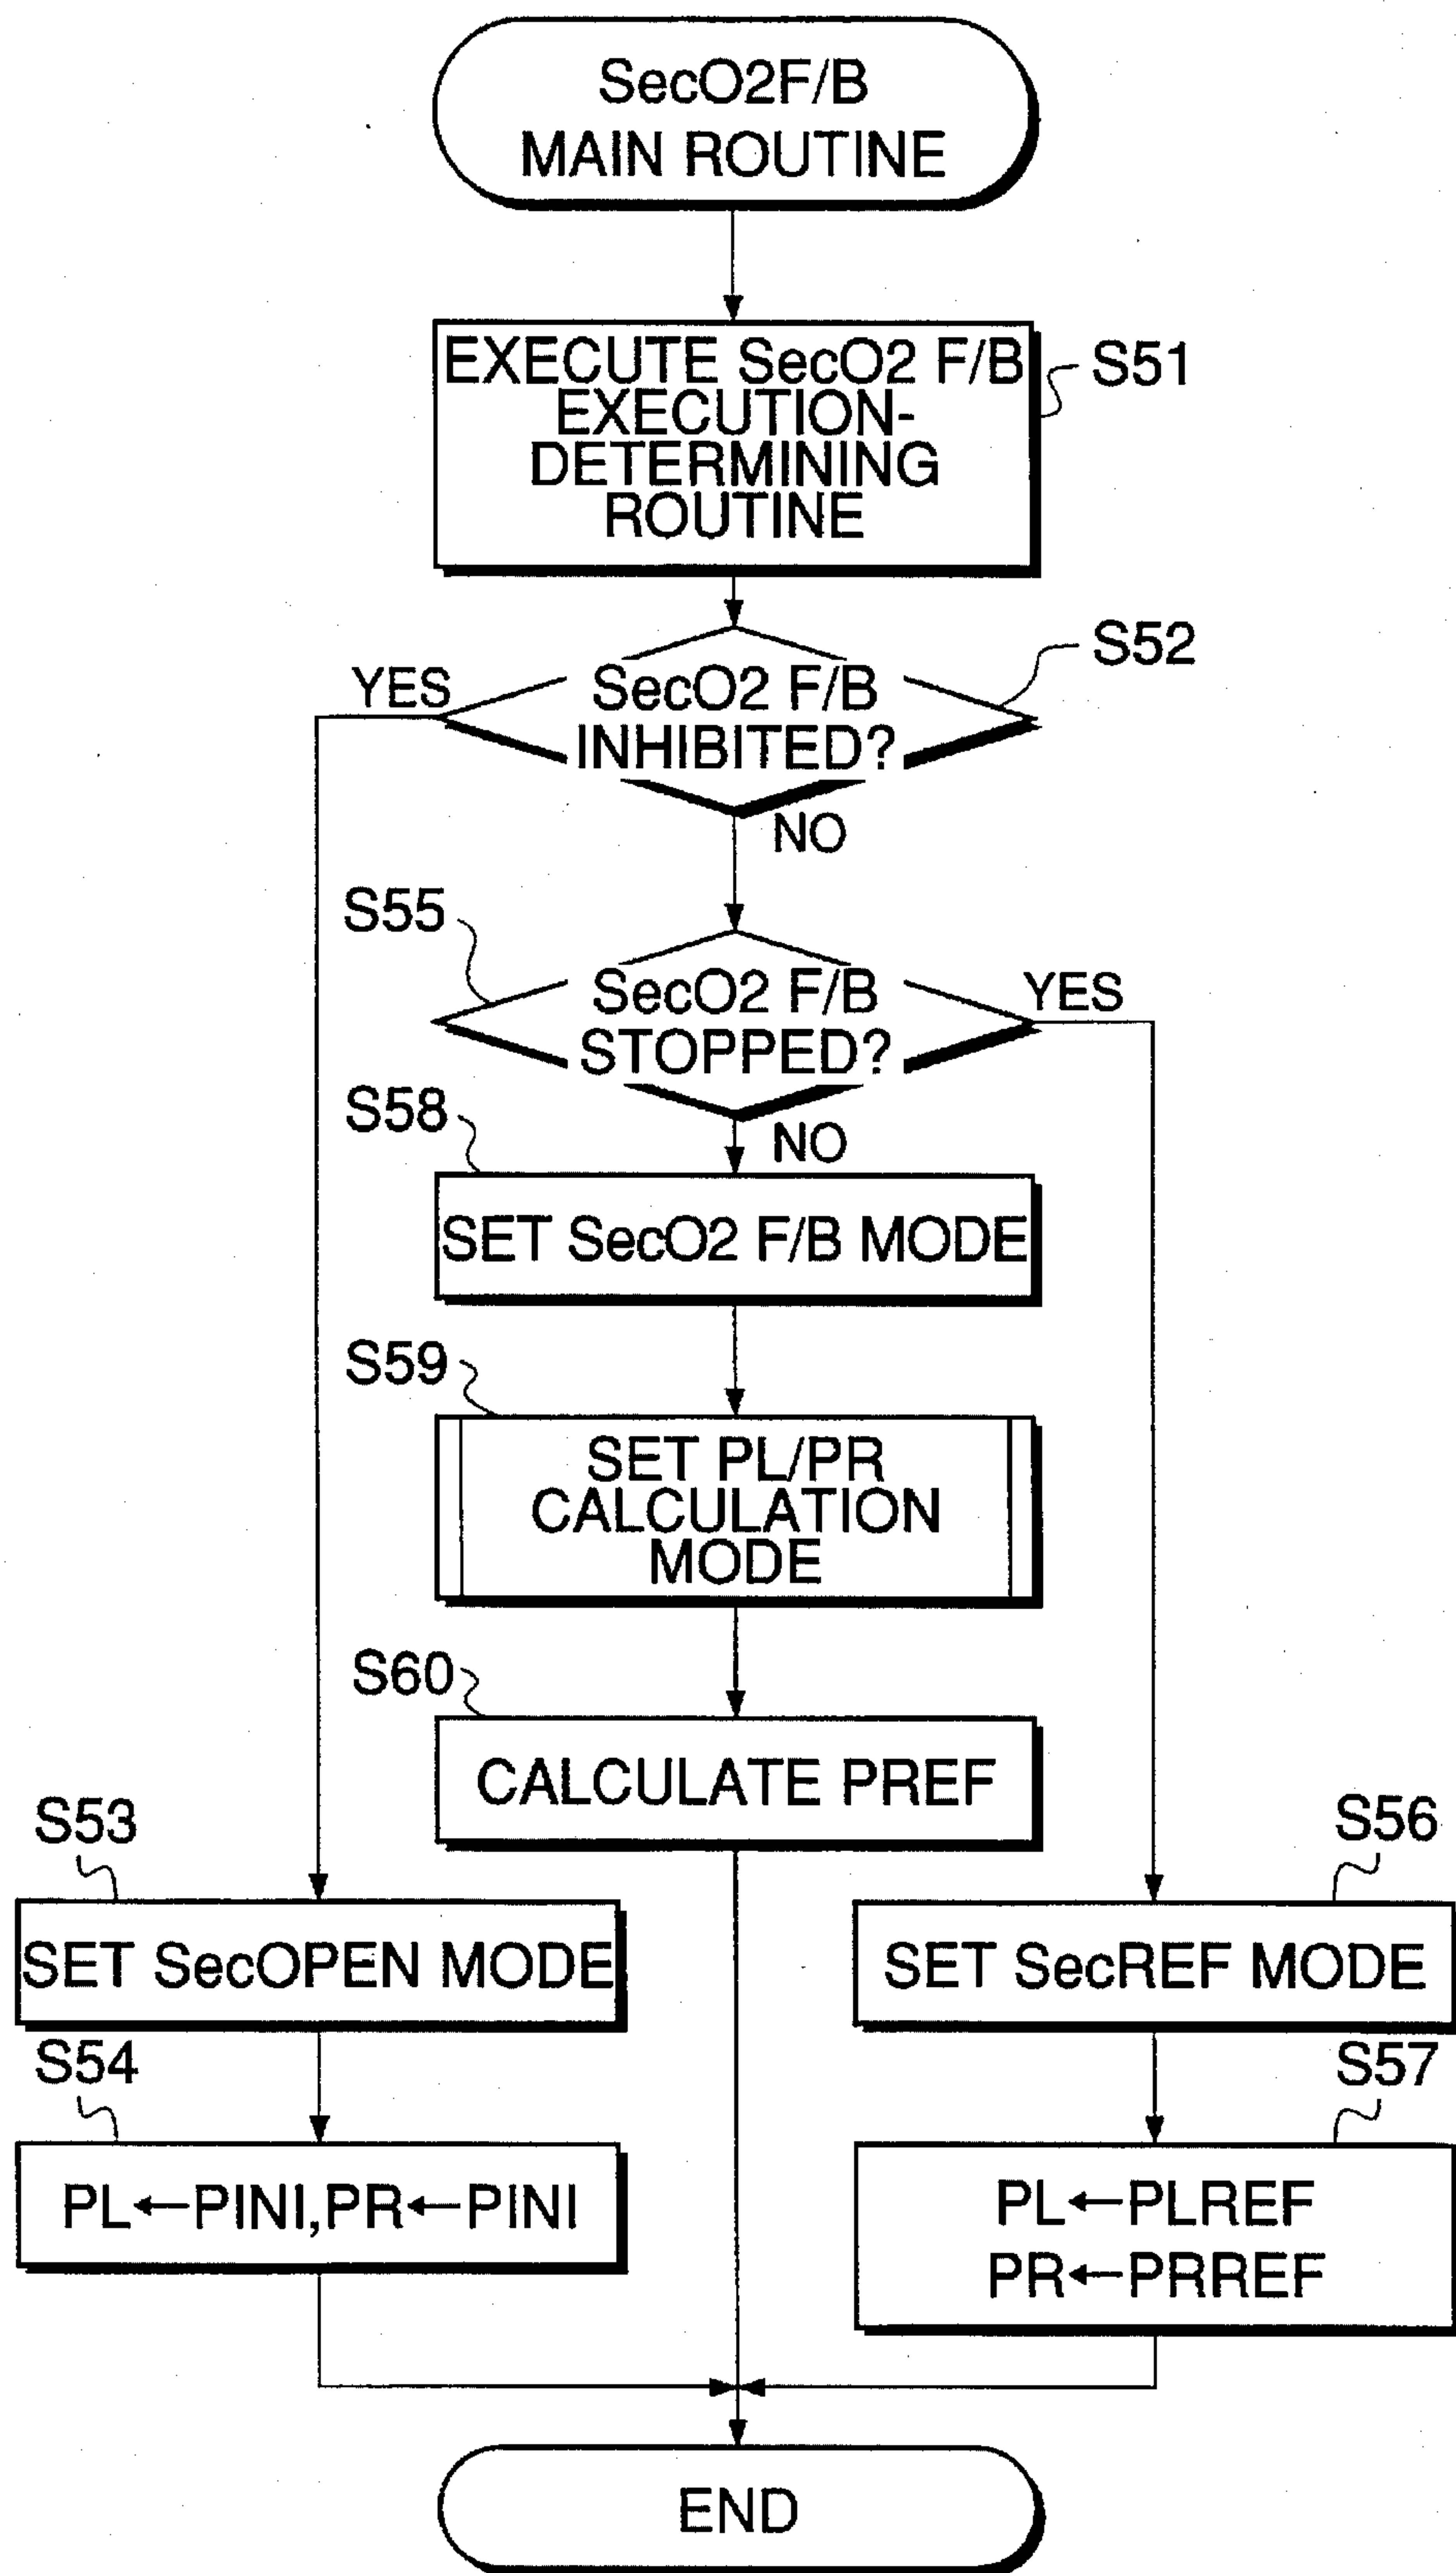 SecO2F/B
MAIN ROUTINE
EXECUTE SecO2 F/B
EXECUTION-
DETERMINING
ROUTINE
S51
SecO2 F/B
INHIBITED?
S52
YES
NO
S55
SecO2 F/B
STOPPED?
YES
NO
S58
SET SecO2 F/B MODE
S59
SET PL/PR
CALCULATION
MODE
S60
CALCULATE PREF
S53
SET SecOPEN MODE
S56
SET SecREF MODE
S54
PL←PINI,PR←PINI
S57
PL←PLREF
PR←PRREF
END